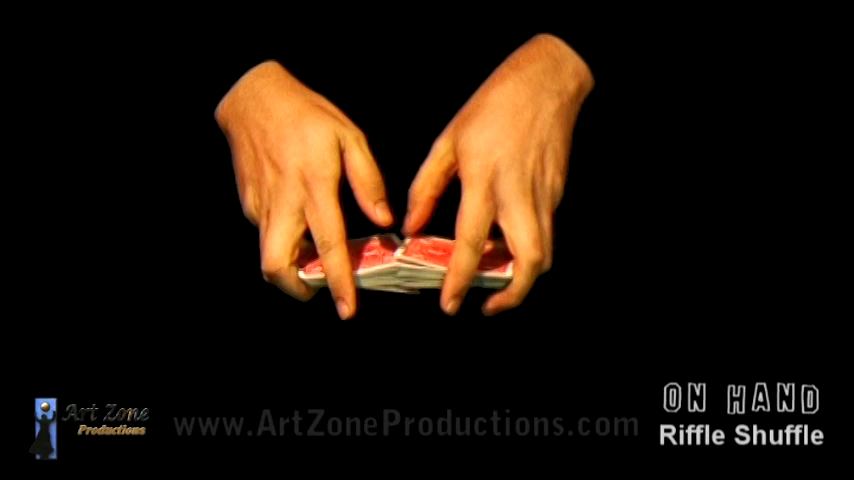 ON HAND
Art Zone
Productions
www.ArtZoneProductions.com
Riffle Shuffle